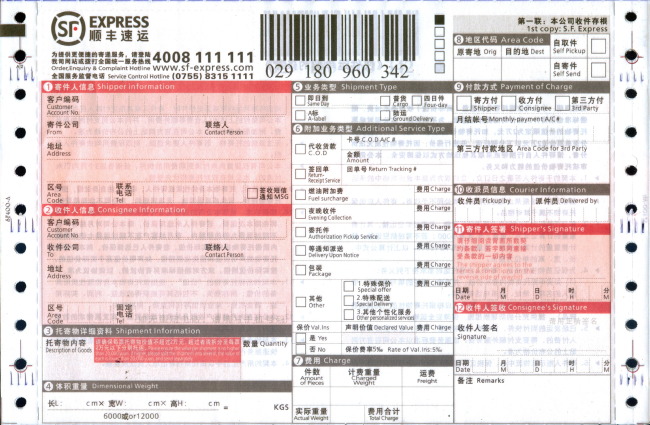 SF EXPRESS
顺丰速运
为提供更便捷的寄递服务，请登陆
我司网站或拨打全国统一服务热线
4008 111 111
Order,Enquiry & Complaint Hotline
www.sf-express.com
全国服务监督电话 Service Control Hotline (0755) 8315 1111
029 180 960 342
第一联：本公司收件存根
1st copy: S.F. Express
① 寄件人信息 Shipper information
客户编码
Customer
Account No.
寄件公司 联络人
From Contact Person
地址
Address
区号 联系电话
Area Code Tel
签收短信
通知MSG
② 收件人信息 Consignee Information
客户编码
Customer
Account No.
收件公司 联络人
To Contact Person
地址
Address
区号 固定电话
Area Code Tel
③ 托寄物详细资料 Shipment Information
托寄物内容 数量 Quantity
Description of Goods
④ 体积重量 Dimensional Weight
长L: cm× 宽W: cm× 高H: cm = KGS
6000或or12000
⑤ 业务类型 Shipment Type
即日到 Same Day
备货 Cargo
四日件 Four-day
A标 A-label
陆运 Ground Delivery
⑥ 附加业务类型 Additional Service Type
代收货款 卡号 C O D A/C #
C.O.D 金额 Amount
签回单 回单号 Return Tracking #
Return-Receipt Service
燃油附加费 费用 Charge
Fuel surcharge
夜晚收件 费用 Charge
Evening Collection
委托件 费用 Charge
Authorization Pickup Service
等通知派送 费用 Charge
Delivery Upon Notice
包装 费用 Charge
Package
其他 Other
1.特殊保价 费用 Charge
Special offer
2.特殊配送 费用 Charge
Special Delivery
3.其他个性化服务 费用 Charge
Other personalized services
保价 Val.Ins 声明价值 Declared Value 费用 Charge
是 Yes
否 No 保价费率5‰ Rate of Val.Ins:5‰
⑦ 费用 Charge
件数 计费重量 运费
Amount of Pieces Charged Weight Freight
实际重量 费用合计
Actual Weight Total Charge
⑧ 地区代码 Area Code
原寄地 Orig 目的地 Dest
自取件
Self Pickup
自寄件
Self Send
⑨ 付款方式 Payment of Charge
寄方付 收方付 第三方付
Shipper Consignee 3rd Party
月结帐号 Monthly-payment A/C#
第三方付款地区 Area Code for 3rd Party
⑩ 收派员信息 Courier Information
收件员 Pickup by 派件员 Delivered by:
⑪ 寄件人签署 Shipper's Signature
日期 Date 月 M 日 D 时 H 分 M
⑫ 收件人签署 Consignee's Signature
收件人签名
Signature
日期 Date 月 M 日 D 时 H 分 M
备注 Remarks